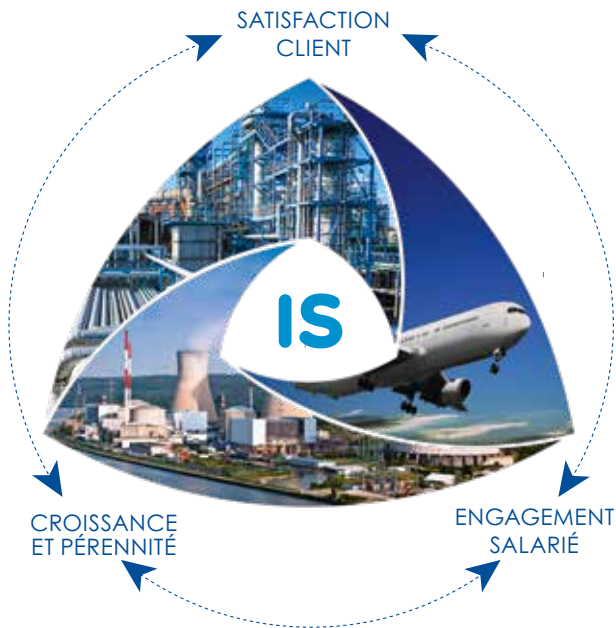 SATISFACTION
CLIENT
IS
CROISSANCE
ET PÉRENNITÉ
ENGAGEMENT
SALARIÉ